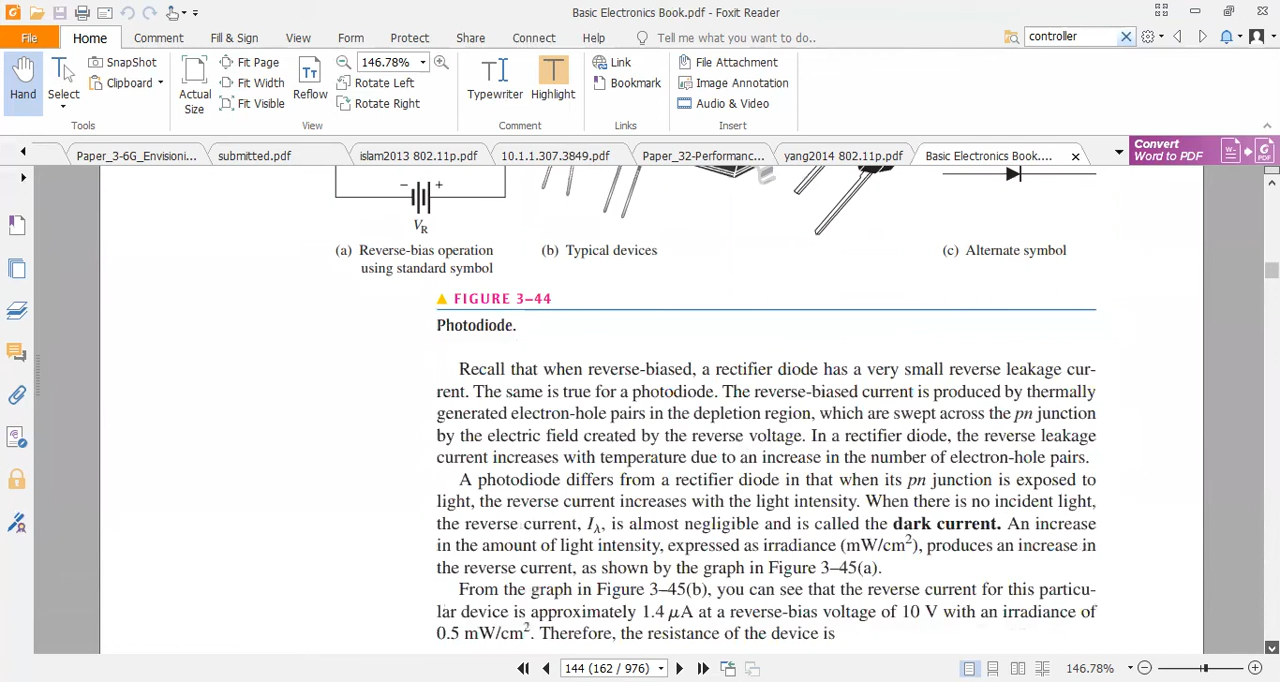 Basic Electronics Book.pdf - Foxit Reader
File Home Comment Fill & Sign View Form Protect Share Connect Help Tell me what you want to do.. controller
Hand
Select
SnapShot
Clipboard
Actual
Size
Fit Page
Fit Width
Fit Visible
Reflow
146.78%
Rotate Left
Rotate Right
Typewriter
Highlight
Link
Bookmark
File Attachment
Image Annotation
Audio & Video
Tools View Comment Links Insert
Paper_3-6G_Envisioni... submitted.pdf islam2013 802.11p.pdf 10.1.1.307.3849.pdf Paper_32-Performanc... yang2014 802.11p.pdf Basic Electronics Book....
Convert
Word to PDF
− +
VR
(a) Reverse-bias operation
using standard symbol
(b) Typical devices
(c) Alternate symbol
▲ FIGURE 3–44
Photodiode.
Recall that when reverse-biased, a rectifier diode has a very small reverse leakage cur-
rent. The same is true for a photodiode. The reverse-biased current is produced by thermally
generated electron-hole pairs in the depletion region, which are swept across the pn junction
by the electric field created by the reverse voltage. In a rectifier diode, the reverse leakage
current increases with temperature due to an increase in the number of electron-hole pairs.
A photodiode differs from a rectifier diode in that when its pn junction is exposed to
light, the reverse current increases with the light intensity. When there is no incident light,
the reverse current, Iλ, is almost negligible and is called the dark current. An increase
in the amount of light intensity, expressed as irradiance (mW/cm²), produces an increase in
the reverse current, as shown by the graph in Figure 3–45(a).
From the graph in Figure 3–45(b), you can see that the reverse current for this particu-
lar device is approximately 1.4 μA at a reverse-bias voltage of 10 V with an irradiance of
0.5 mW/cm². Therefore, the resistance of the device is
144 (162 / 976)
146.78%